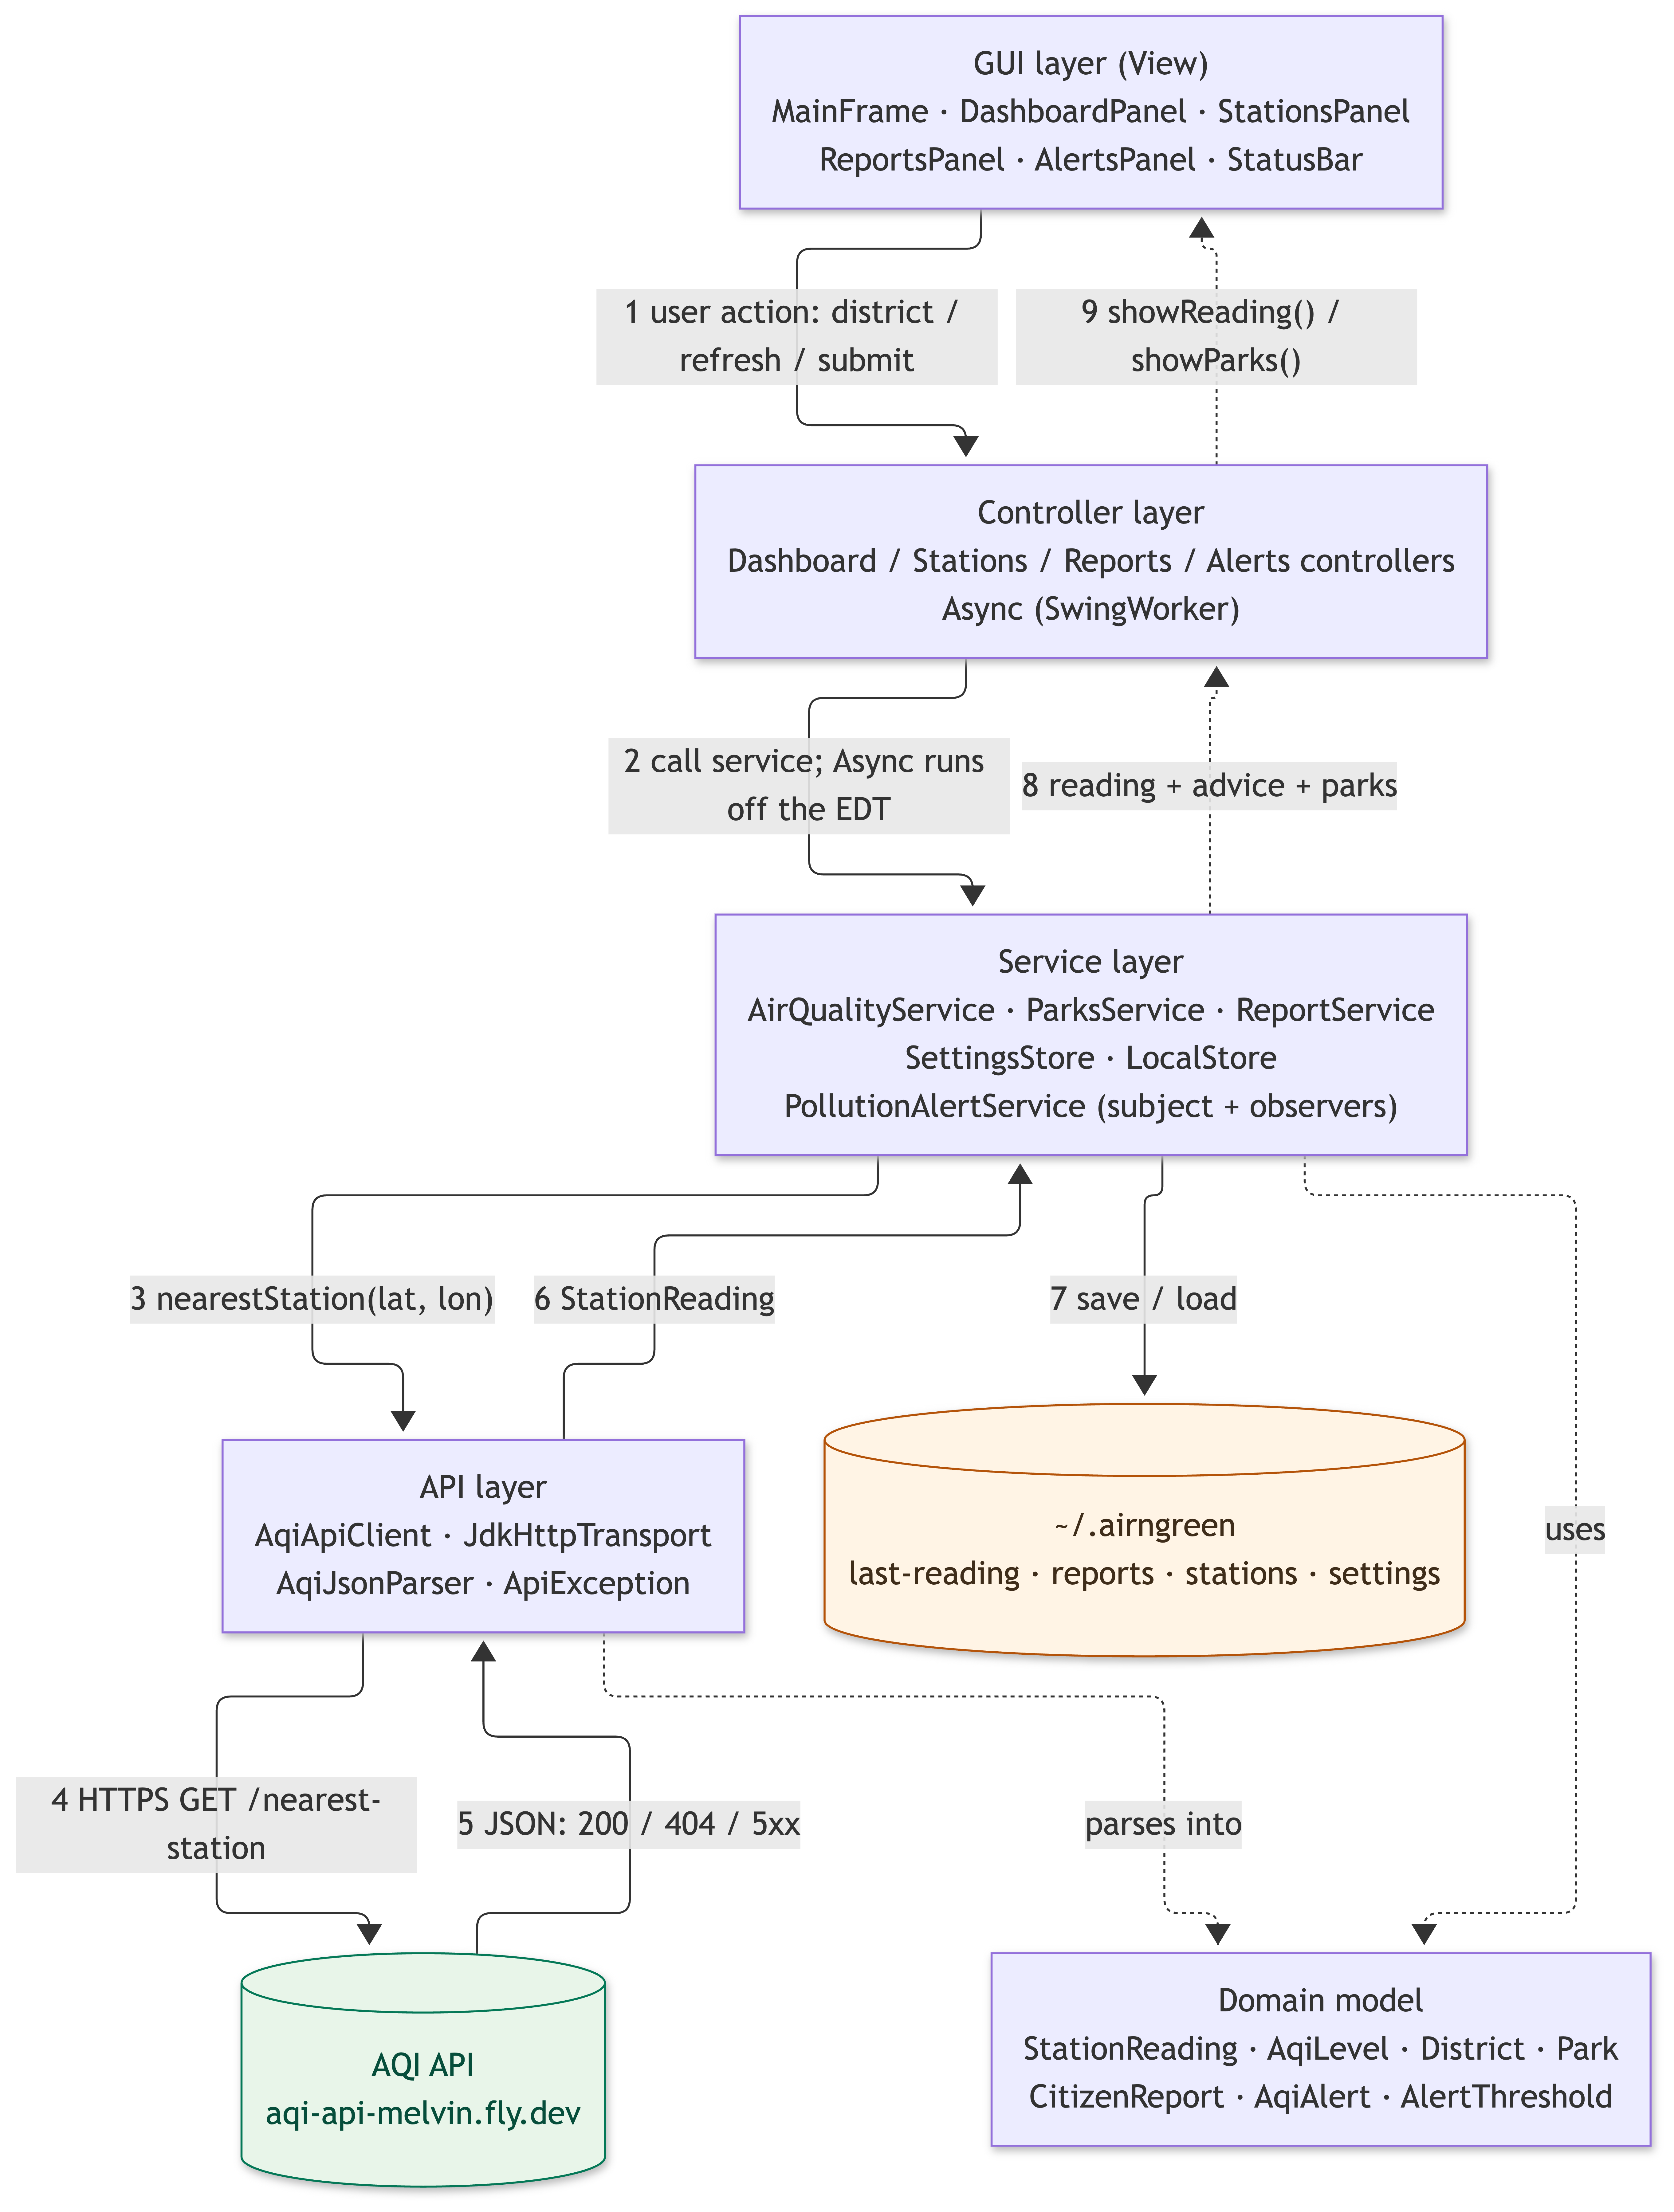 GUI layer (View)
MainFrame · DashboardPanel · StationsPanel
ReportsPanel · AlertsPanel · StatusBar
1 user action: district /
refresh / submit
9 showReading() /
showParks()
Controller layer
Dashboard / Stations / Reports / Alerts controllers
Async (SwingWorker)
2 call service; Async runs
off the EDT
8 reading + advice + parks
Service layer
AirQualityService · ParksService · ReportService
SettingsStore · LocalStore
PollutionAlertService (subject + observers)
3 nearestStation(lat, lon)
6 StationReading
7 save / load
API layer
AqiApiClient · JdkHttpTransport
AqiJsonParser · ApiException
~/.airngreen
last-reading · reports · stations · settings
uses
4 HTTPS GET /nearest-
station
5 JSON: 200 / 404 / 5xx
parses into
AQI API
aqi-api-melvin.fly.dev
Domain model
StationReading · AqiLevel · District · Park
CitizenReport · AqiAlert · AlertThreshold